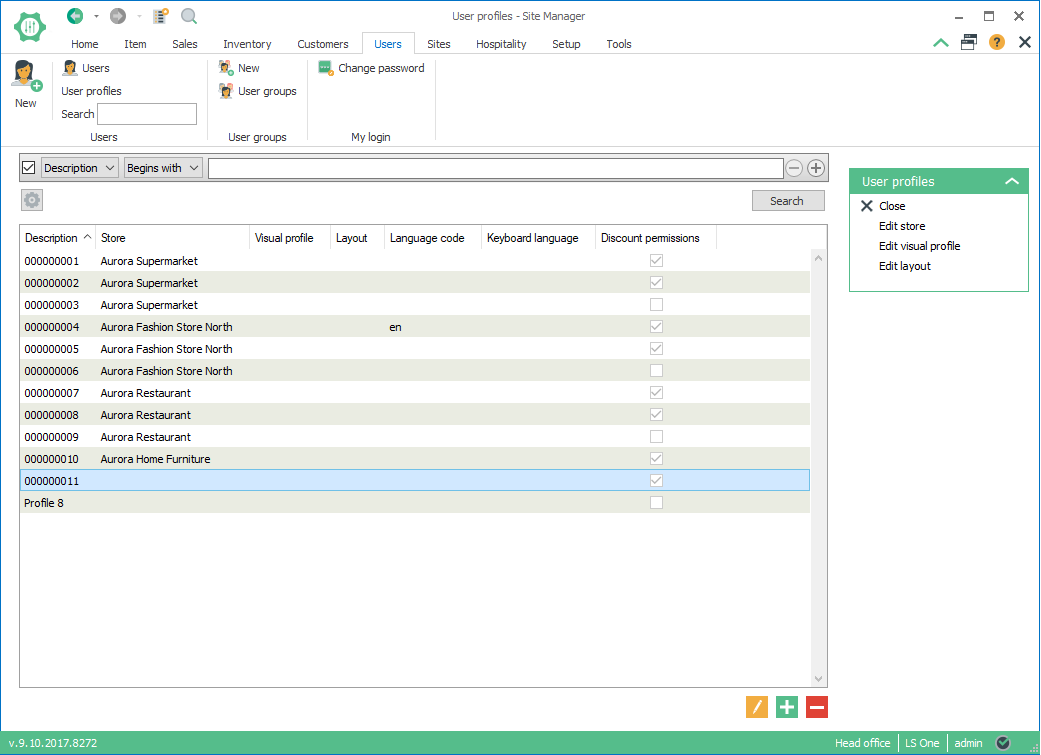 User profiles - Site Manager
Home Item Sales Inventory Customers Users Sites Hospitality Setup Tools
New
Users
User profiles
Search
Users
New
User groups
User groups
Change password
My login
Description Begins with
Search
Description Store Visual profile Layout Language code Keyboard language Discount permissions
000000001 Aurora Supermarket
000000002 Aurora Supermarket
000000003 Aurora Supermarket
000000004 Aurora Fashion Store North en
000000005 Aurora Fashion Store North
000000006 Aurora Fashion Store North
000000007 Aurora Restaurant
000000008 Aurora Restaurant
000000009 Aurora Restaurant
000000010 Aurora Home Furniture
000000011
Profile 8
User profiles
Close
Edit store
Edit visual profile
Edit layout
v.9.10.2017.8272
Head office LS One admin